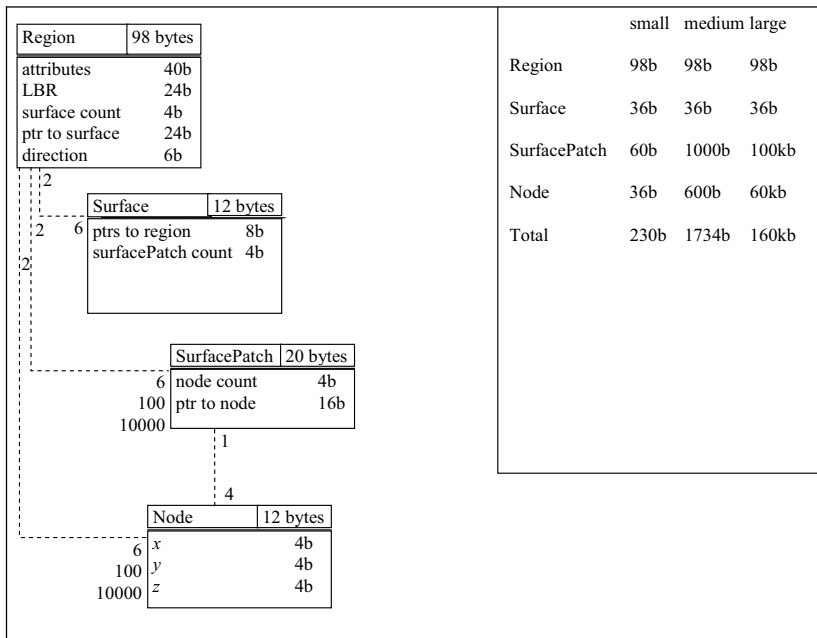 Region 98 bytes
attributes 40b
LBR 24b
surface count 4b
ptr to surface 24b
direction 6b
2
2
2
Surface 12 bytes
6
ptrs to region 8b
surfacePatch count 4b
SurfacePatch 20 bytes
6
100
10000
node count 4b
ptr to node 16b
1
4
Node 12 bytes
6
100
10000
x 4b
y 4b
z 4b
small medium large
Region 98b 98b 98b
Surface 36b 36b 36b
SurfacePatch 60b 1000b 100kb
Node 36b 600b 60kb
Total 230b 1734b 160kb